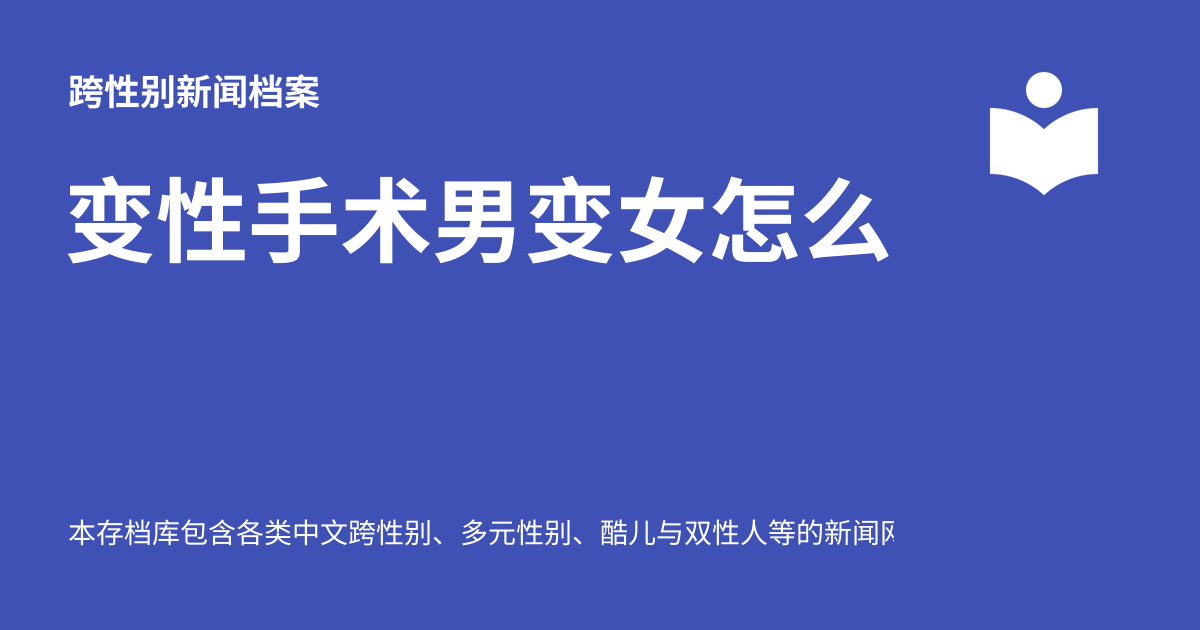 跨性别新闻档案
变性手术男变女怎么
本存档库包含各类中文跨性别、多元性别、酷儿与双性人等的新闻